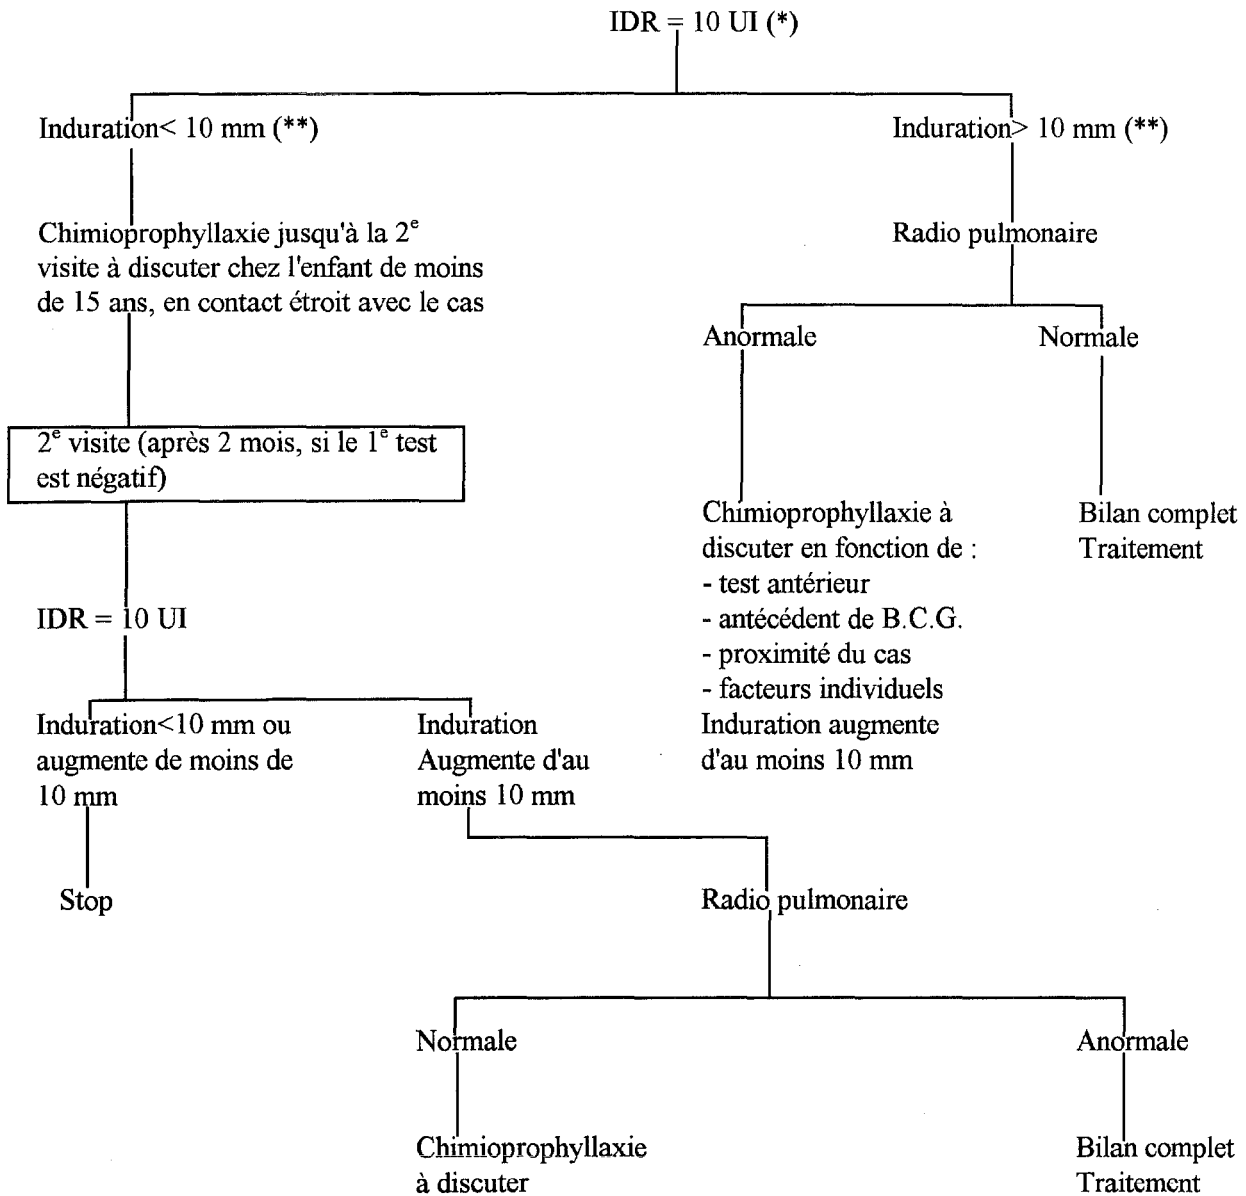 IDR = 10 UI (*)
Induration< 10 mm (**)
Induration> 10 mm (**)
Chimioprophyllaxie jusqu'à la 2e
visite à discuter chez l'enfant de moins
de 15 ans, en contact étroit avec le cas
Radio pulmonaire
Anormale
Normale
2e visite (après 2 mois, si le 1e test
est négatif)
Chimioprophyllaxie à
discuter en fonction de :
- test antérieur
- antécédent de B.C.G.
- proximité du cas
- facteurs individuels
Induration augmente
d'au moins 10 mm
Bilan complet
Traitement
IDR = 10 UI
Induration<10 mm ou
augmente de moins de
10 mm
Induration
Augmente d'au
moins 10 mm
Stop
Radio pulmonaire
Normale
Anormale
Chimioprophyllaxie
à discuter
Bilan complet
Traitement